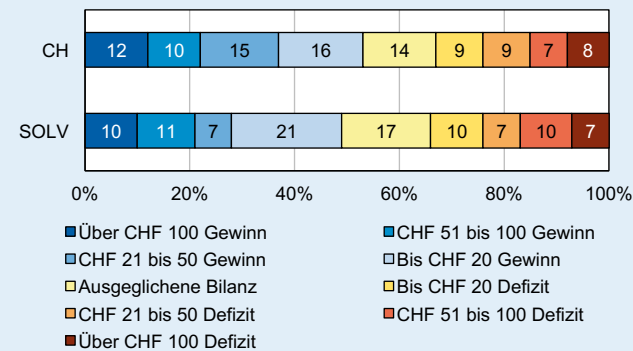 CH 12 10 15 16 14 9 9 7 8
SOLV 10 11 7 21 17 10 7 10 7
0% 20% 40% 60% 80% 100%
Über CHF 100 Gewinn CHF 51 bis 100 Gewinn
CHF 21 bis 50 Gewinn Bis CHF 20 Gewinn
Ausgeglichene Bilanz Bis CHF 20 Defizit
CHF 21 bis 50 Defizit CHF 51 bis 100 Defizit
Über CHF 100 Defizit